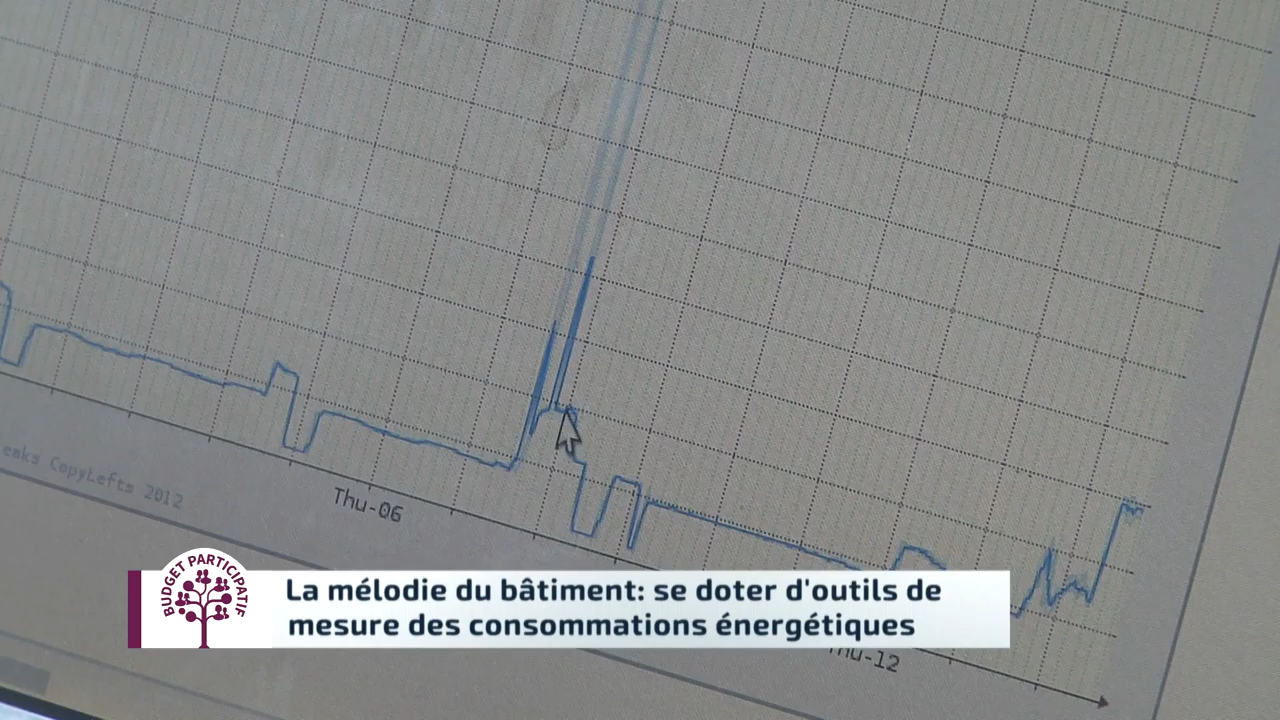 eaks CopyLefts 2012
Thu-06
BUDGET PARTICIPATIF
La mélodie du bâtiment: se doter d'outils de
mesure des consommations énergétiques
Thu-12